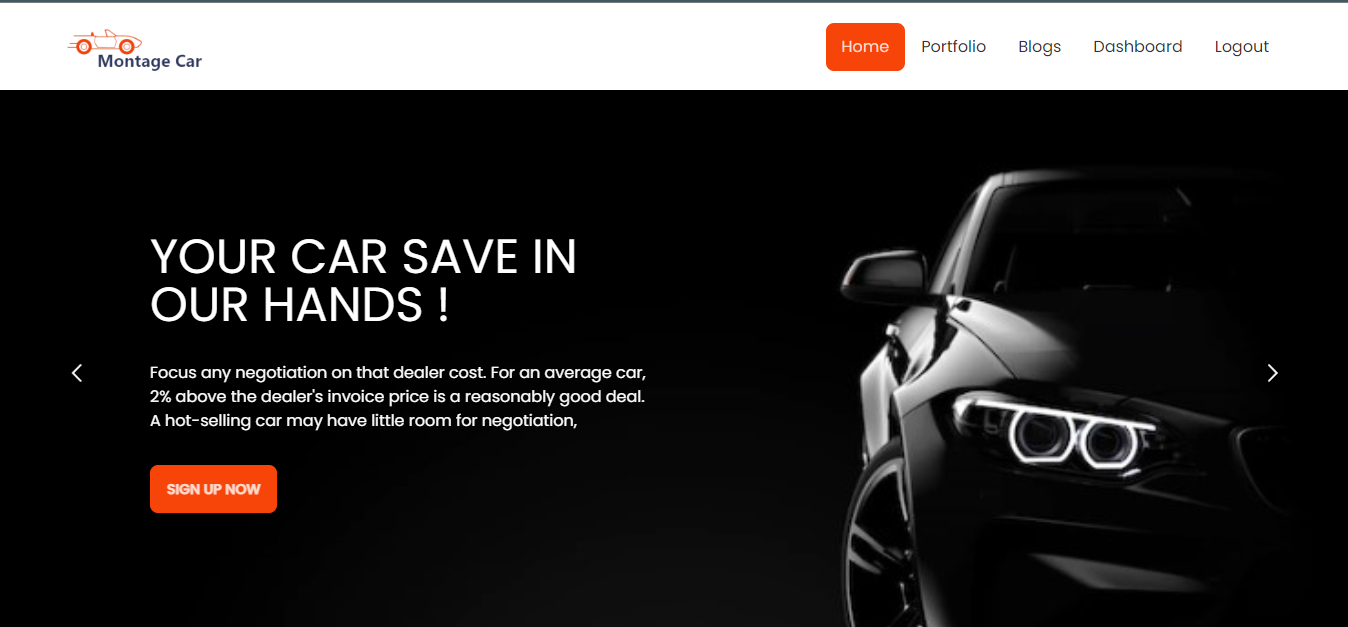 Montage Car
Home Portfolio Blogs Dashboard Logout
YOUR CAR SAVE IN
OUR HANDS !
Focus any negotiation on that dealer cost. For an average car,
2% above the dealer's invoice price is a reasonably good deal.
A hot-selling car may have little room for negotiation,
SIGN UP NOW